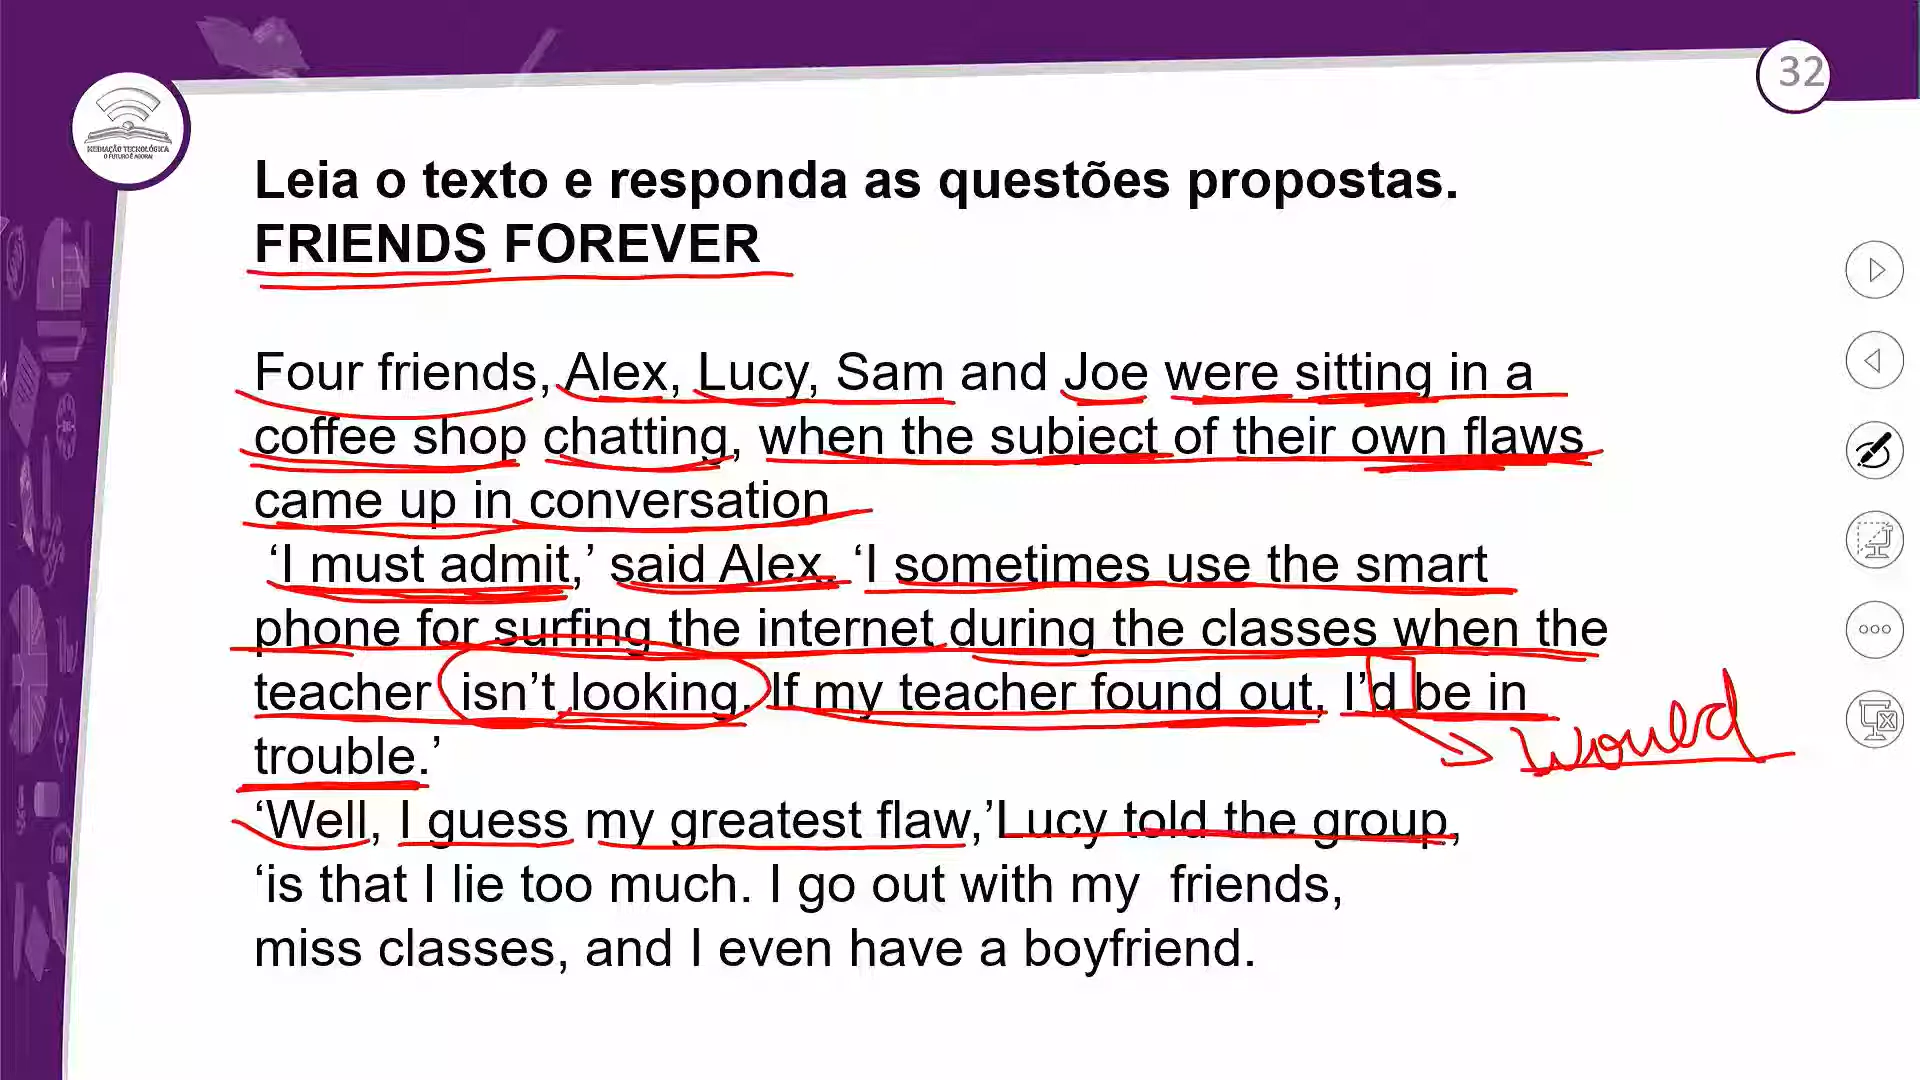 32
MEDIAÇÃO TECNOLÓGICA
O FUTURO É AGORA!
Leia o texto e responda as questões propostas.
FRIENDS FOREVER
Four friends, Alex, Lucy, Sam and Joe were sitting in a
coffee shop chatting, when the subject of their own flaws
came up in conversation
‘I must admit,’ said Alex. ‘I sometimes use the smart
phone for surfing the internet during the classes when the
teacher isn’t looking. If my teacher found out, I’d be in
would
trouble.’
‘Well, I guess my greatest flaw,’Lucy told the group,
‘is that I lie too much. I go out with my friends,
miss classes, and I even have a boyfriend.